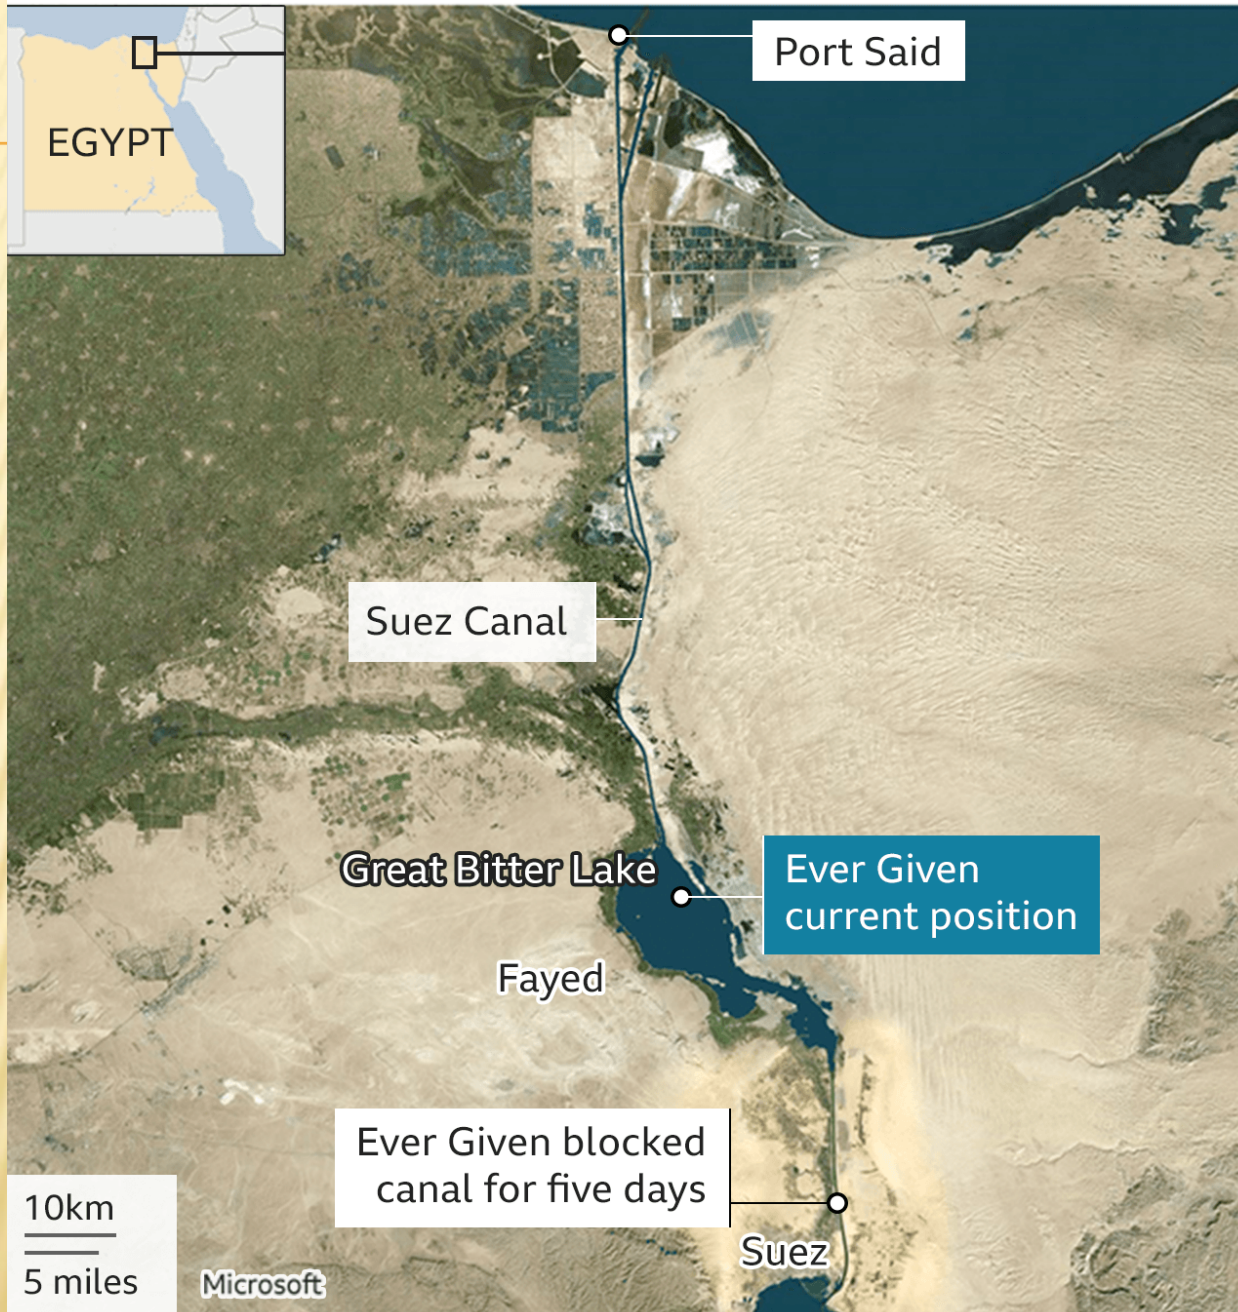 Port Said
EGYPT
Suez Canal
Great Bitter Lake
Ever Given
current position
Fayed
Ever Given blocked
canal for five days
Suez
10km
5 miles
Microsoft